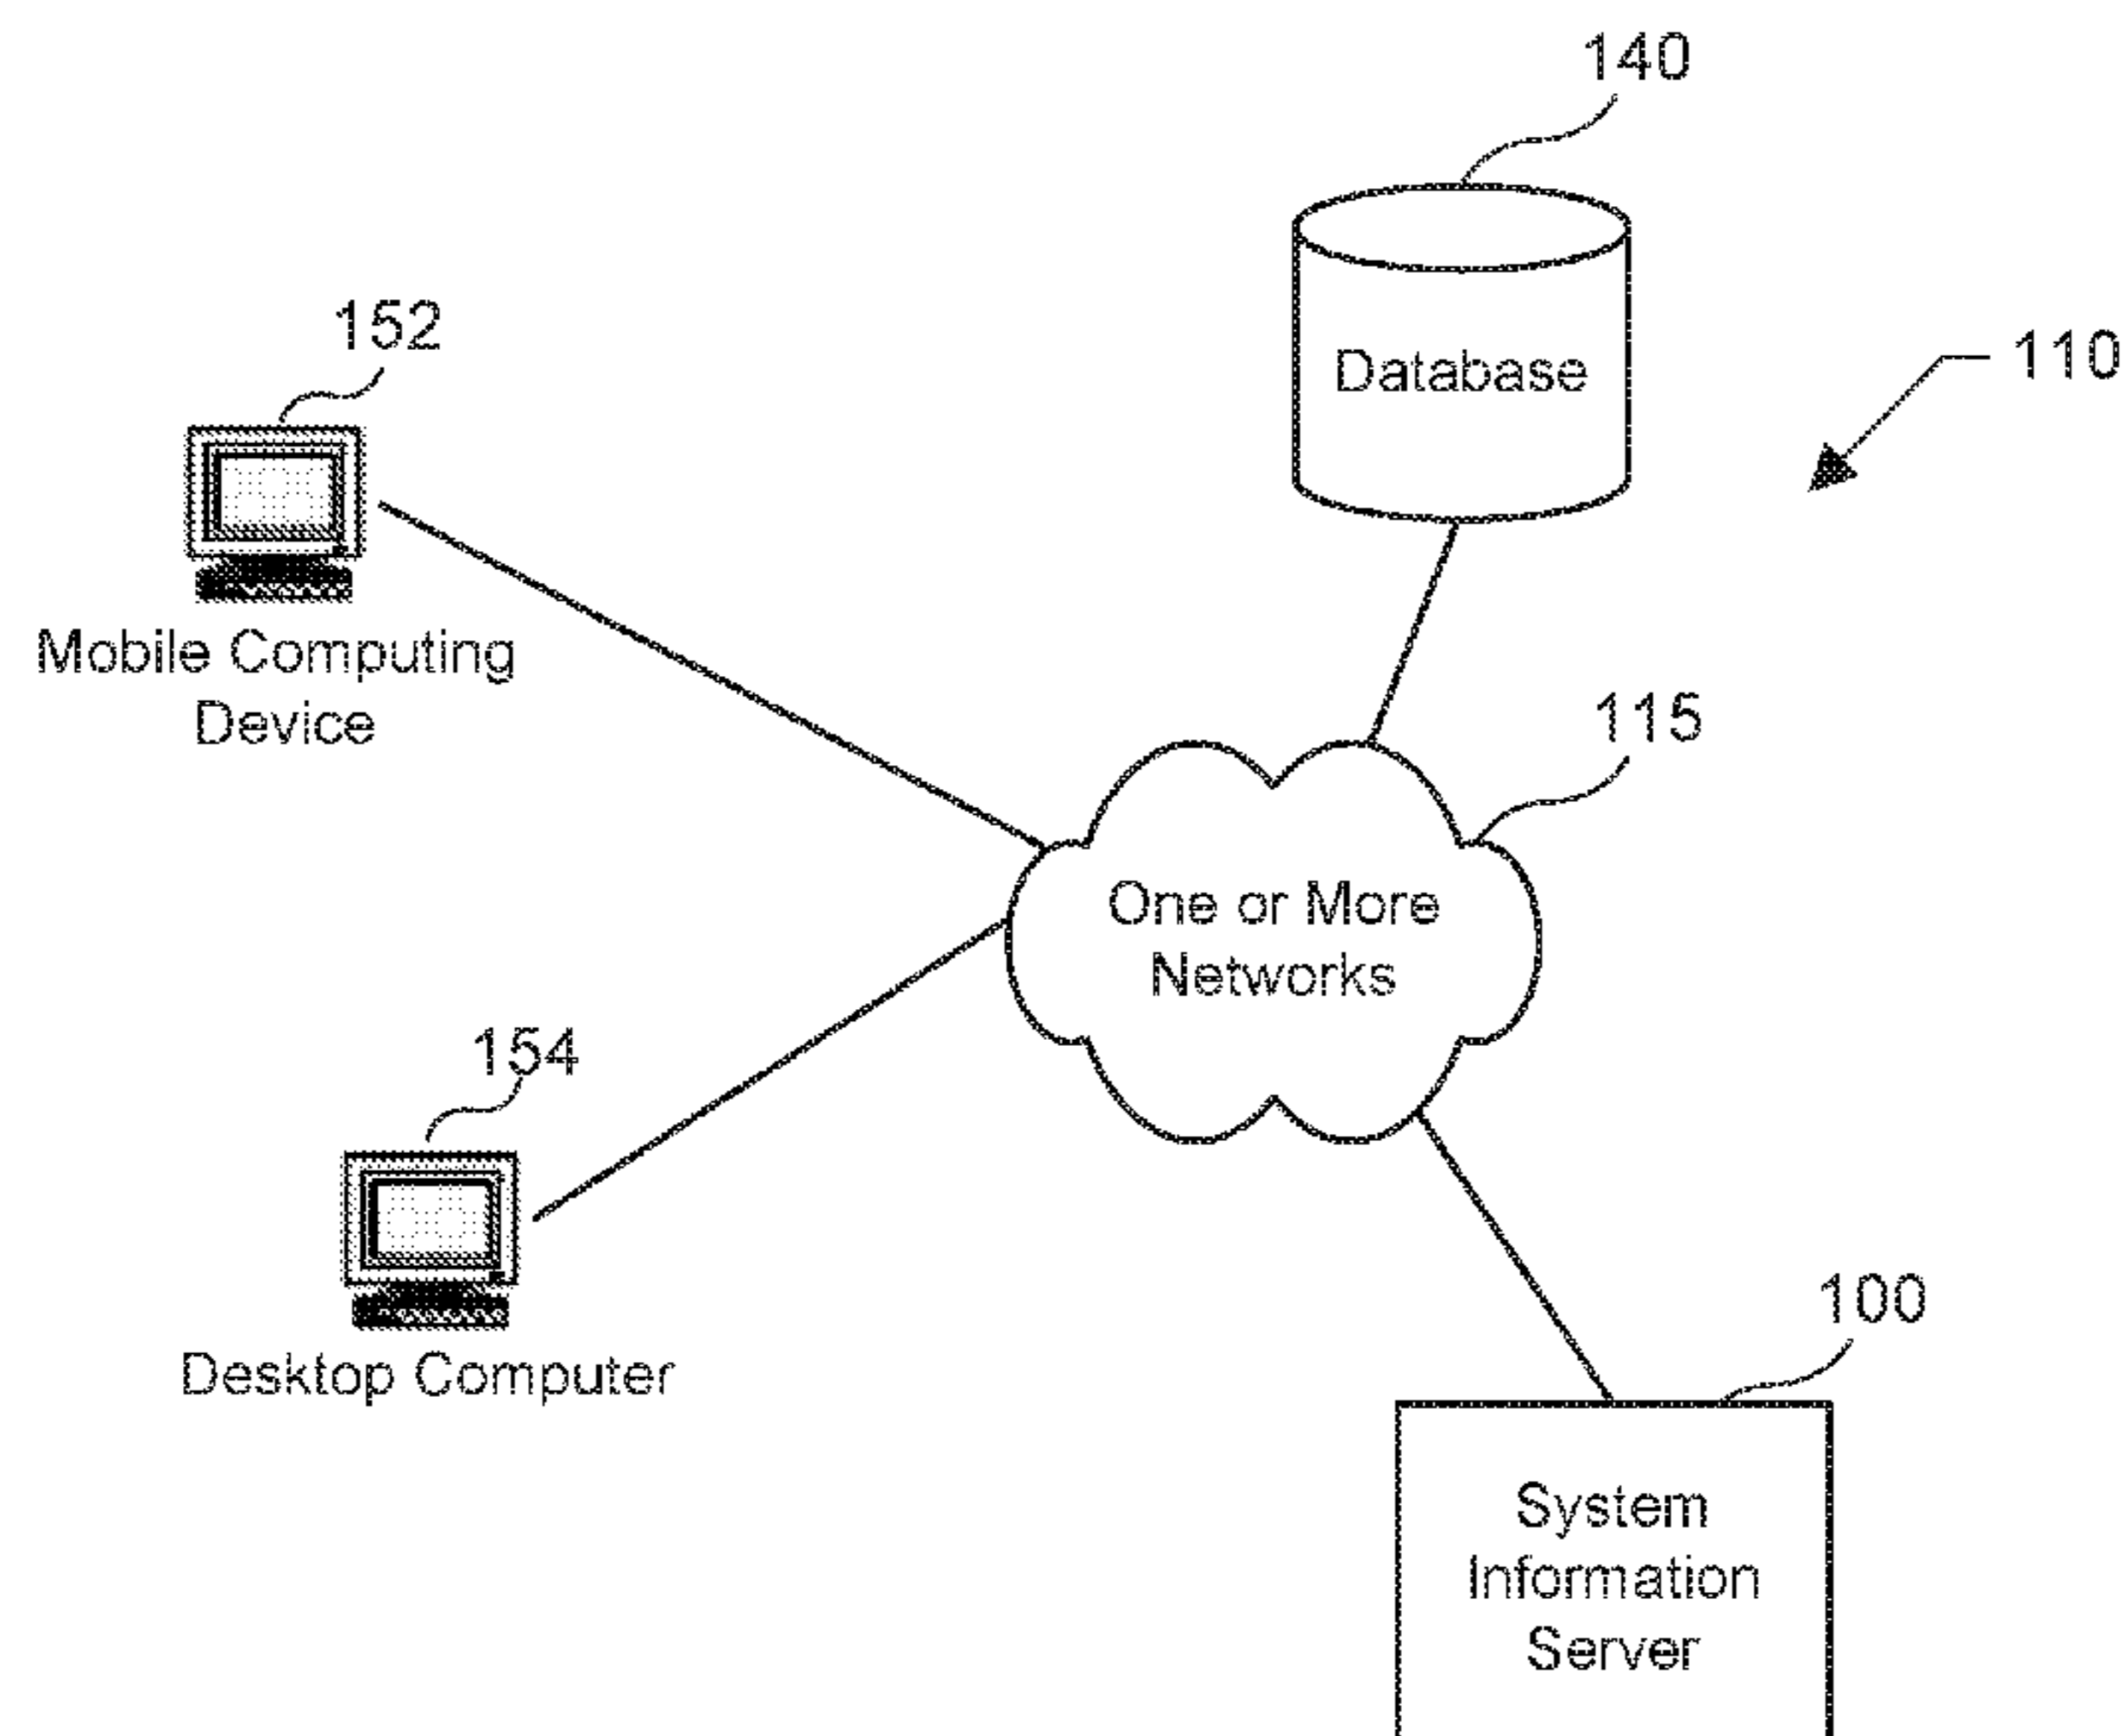 140
152
Database
110
Mobile Computing
Device
115
One or More
Networks
154
100
Desktop Computer
System
Information
Server